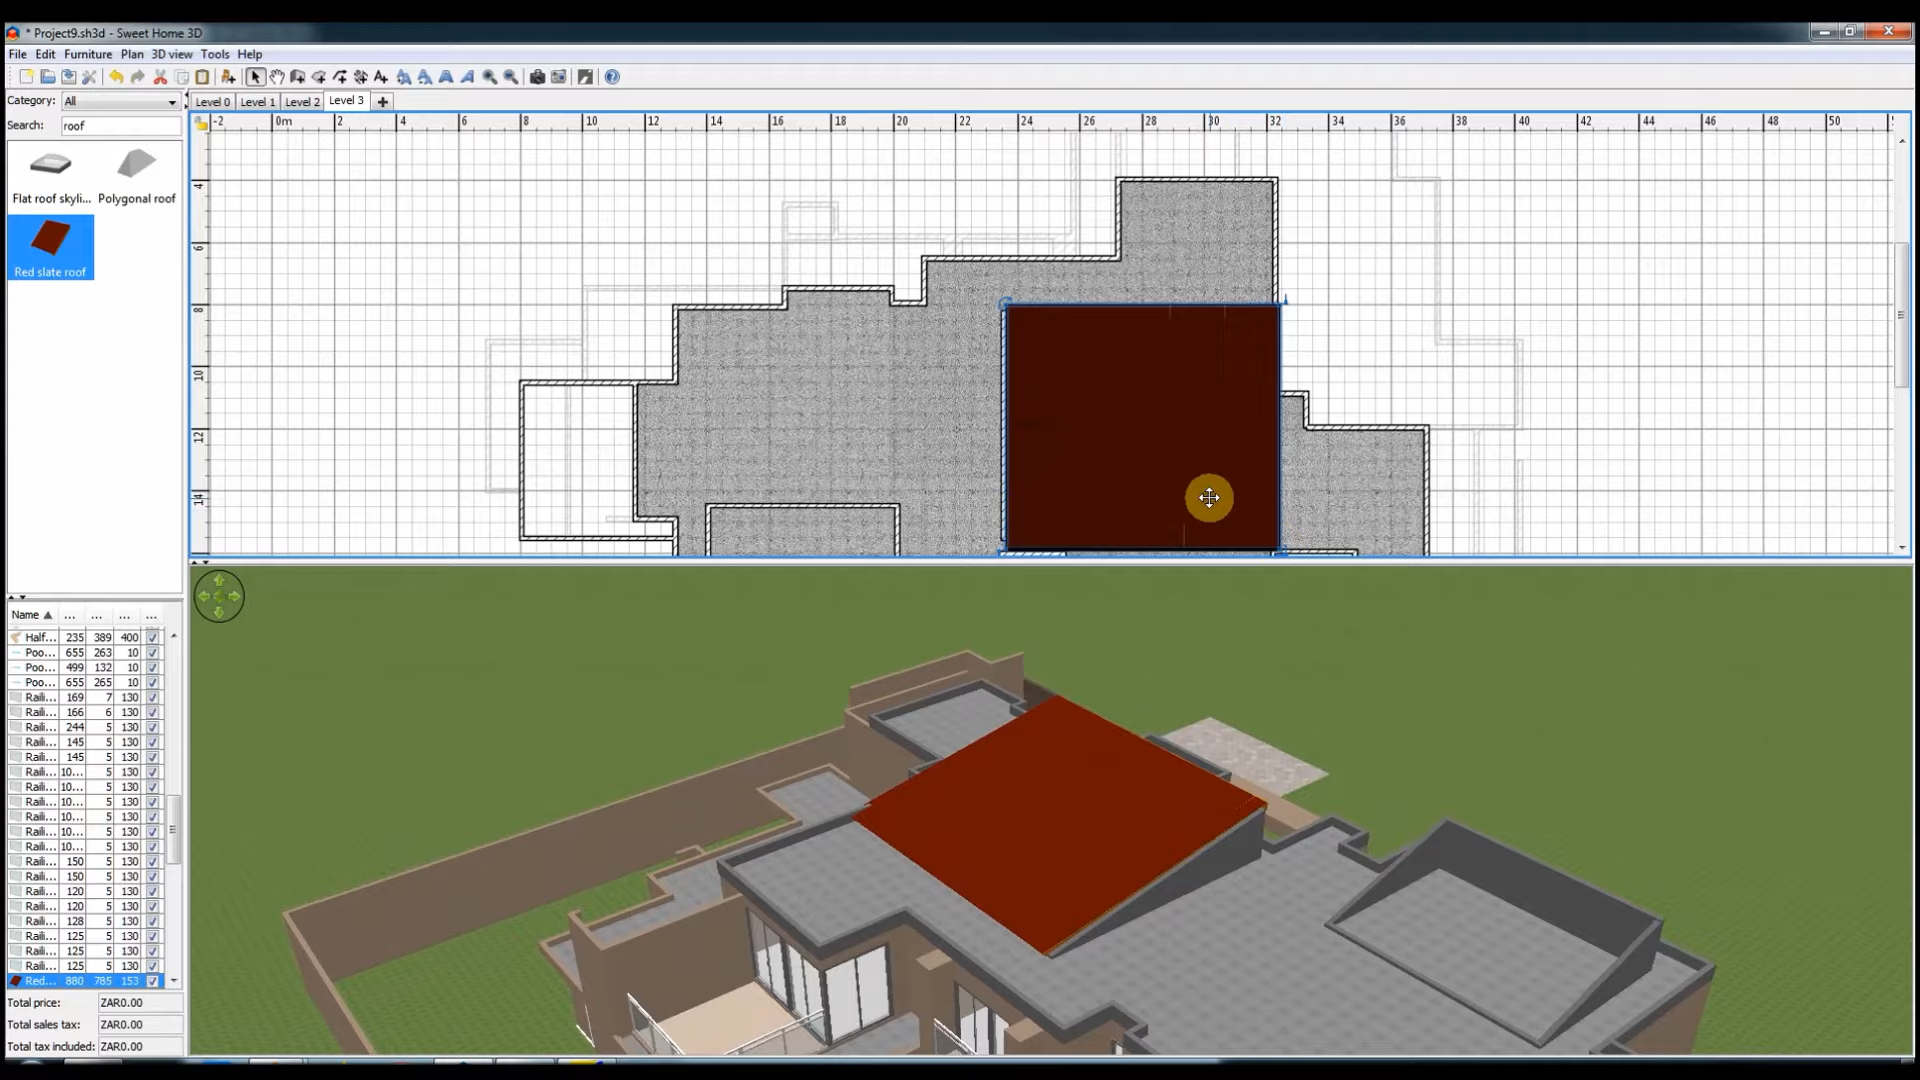 * Project9.sh3d - Sweet Home 3D
File Edit Furniture Plan 3D view Tools Help
Category: All
Search: roof
Flat roof skyli... Polygonal roof
Red slate roof
Level 0 Level 1 Level 2 Level 3
-2 0m 2 4 6 8 10 12 14 16 18 20 22 24 26 28 30 32 34 36 38 40 42 44 46 48 50
4
6
8
10
12
14
Name ... ... ... ...
Half... 235 389 400
Poo... 655 263 10
Poo... 499 132 10
Poo... 655 265 10
Raili... 169 7 130
Raili... 166 6 130
Raili... 244 5 130
Raili... 145 5 130
Raili... 145 5 130
Raili... 10... 5 130
Raili... 10... 5 130
Raili... 10... 5 130
Raili... 10... 5 130
Raili... 10... 5 130
Raili... 10... 5 130
Raili... 150 5 130
Raili... 150 5 130
Raili... 120 5 130
Raili... 120 5 130
Raili... 128 5 130
Raili... 125 5 130
Raili... 125 5 130
Raili... 125 5 130
Red... 880 785 153
Total price: ZAR0.00
Total sales tax: ZAR0.00
Total tax included: ZAR0.00